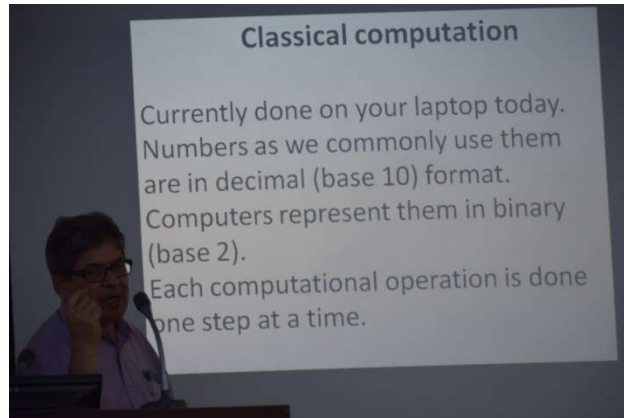 Classical computation
Currently done on your laptop today.
Numbers as we commonly use them
are in decimal (base 10) format.
Computers represent them in binary
(base 2).
Each computational operation is done
one step at a time.